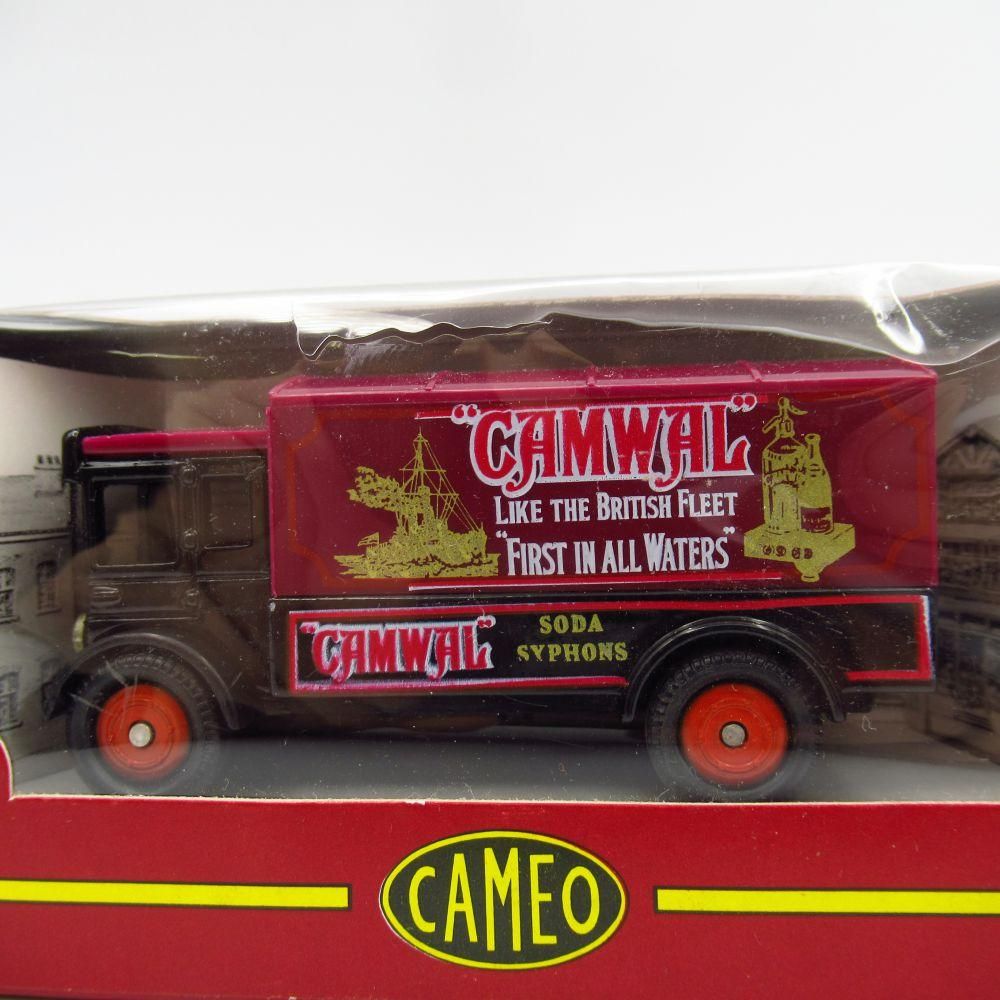 "CAMWAL"
LIKE THE BRITISH FLEET
"FIRST IN ALL WATERS"
"CAMWAL"
SODA
SYPHONS
CAMEO